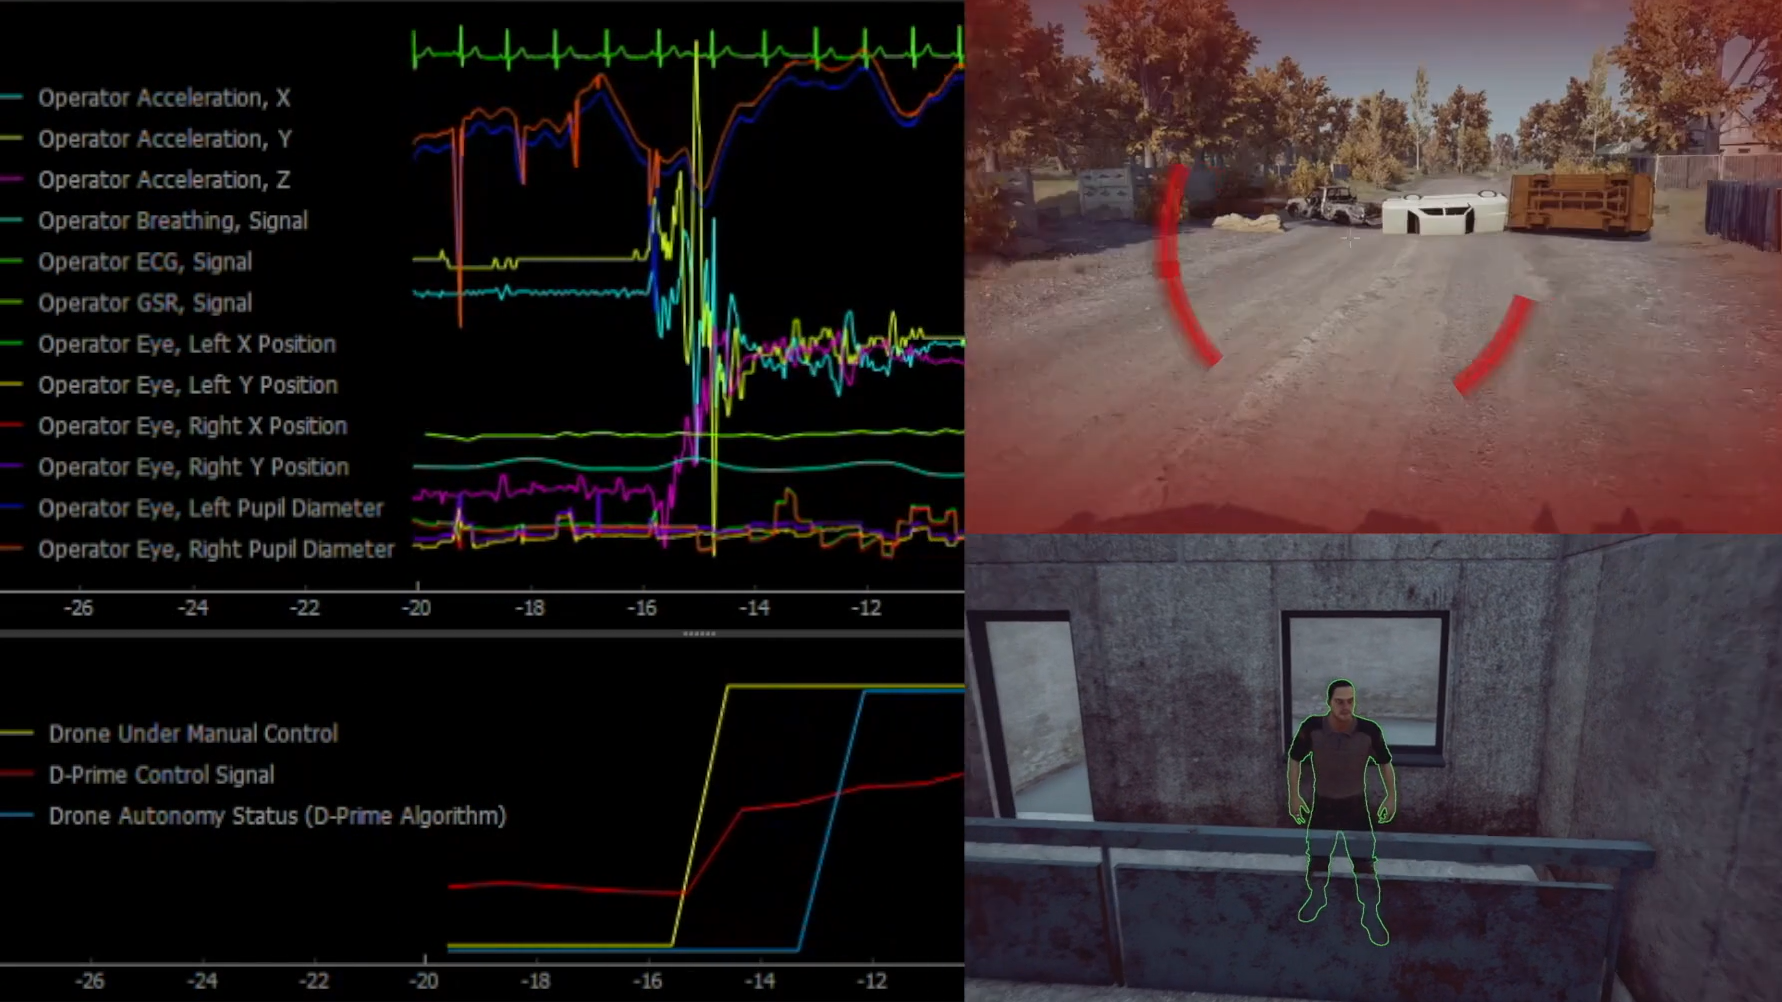 Operator Acceleration, X
Operator Acceleration, Y
Operator Acceleration, Z
Operator Breathing, Signal
Operator ECG, Signal
Operator GSR, Signal
Operator Eye, Left X Position
Operator Eye, Left Y Position
Operator Eye, Right X Position
Operator Eye, Right Y Position
Operator Eye, Left Pupil Diameter
Operator Eye, Right Pupil Diameter
-26 -24 -22 -20 -18 -16 -14 -12
Drone Under Manual Control
D-Prime Control Signal
Drone Autonomy Status (D-Prime Algorithm)
-26 -24 -22 -20 -18 -16 -14 -12